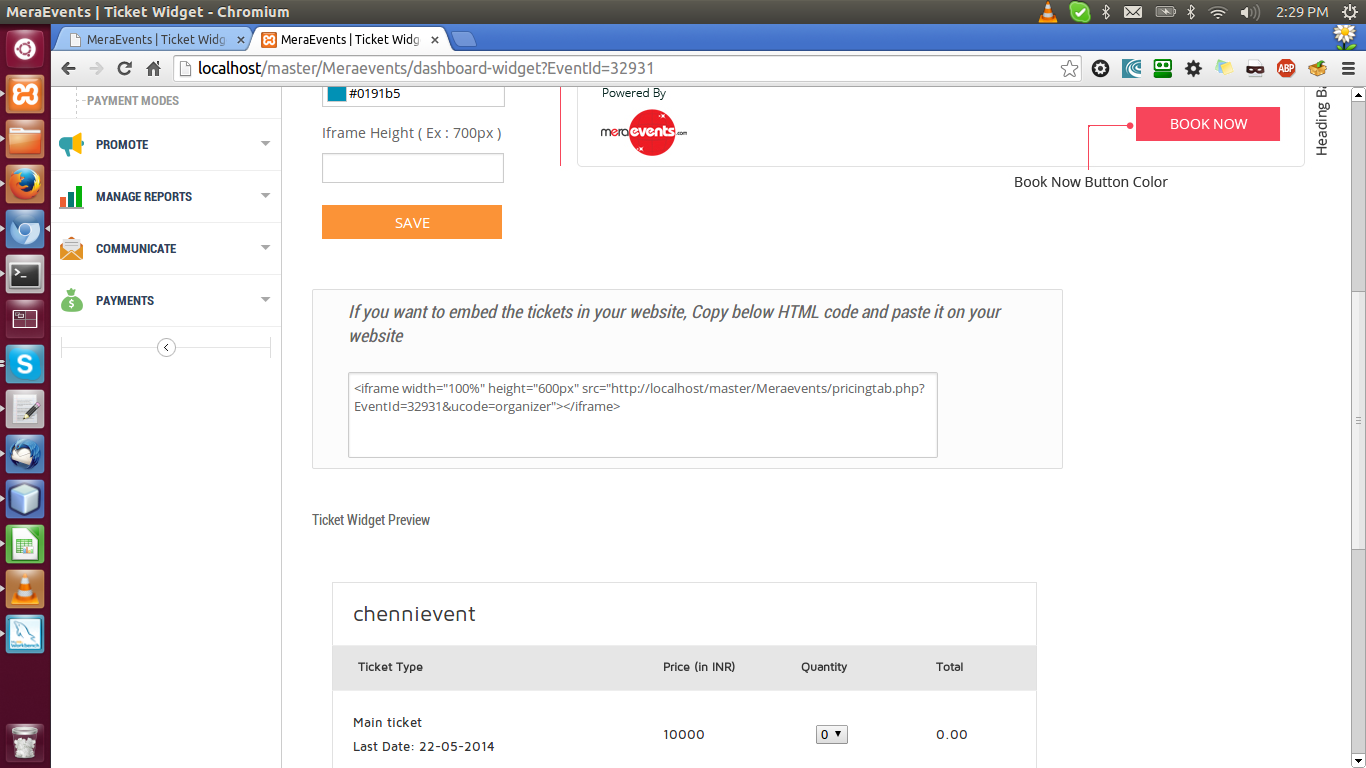 MeraEvents | Ticket Widget - Chromium
2:29 PM
MeraEvents | Ticket Widg
MeraEvents | Ticket Widg
localhost/master/Meraevents/dashboard-widget?EventId=32931
ABP
PAYMENT MODES
PROMOTE
MANAGE REPORTS
COMMUNICATE
PAYMENTS
#0191b5
Iframe Height ( Ex : 700px )
SAVE
Powered By
meraevents.com
BOOK NOW
Book Now Button Color
Heading Ba
If you want to embed the tickets in your website, Copy below HTML code and paste it on your
website
<iframe width="100%" height="600px" src="http://localhost/master/Meraevents/pricingtab.php?
EventId=32931&ucode=organizer"></iframe>
Ticket Widget Preview
chennievent
Ticket Type Price (in INR) Quantity Total
Main ticket
Last Date: 22-05-2014
10000 0 0.00